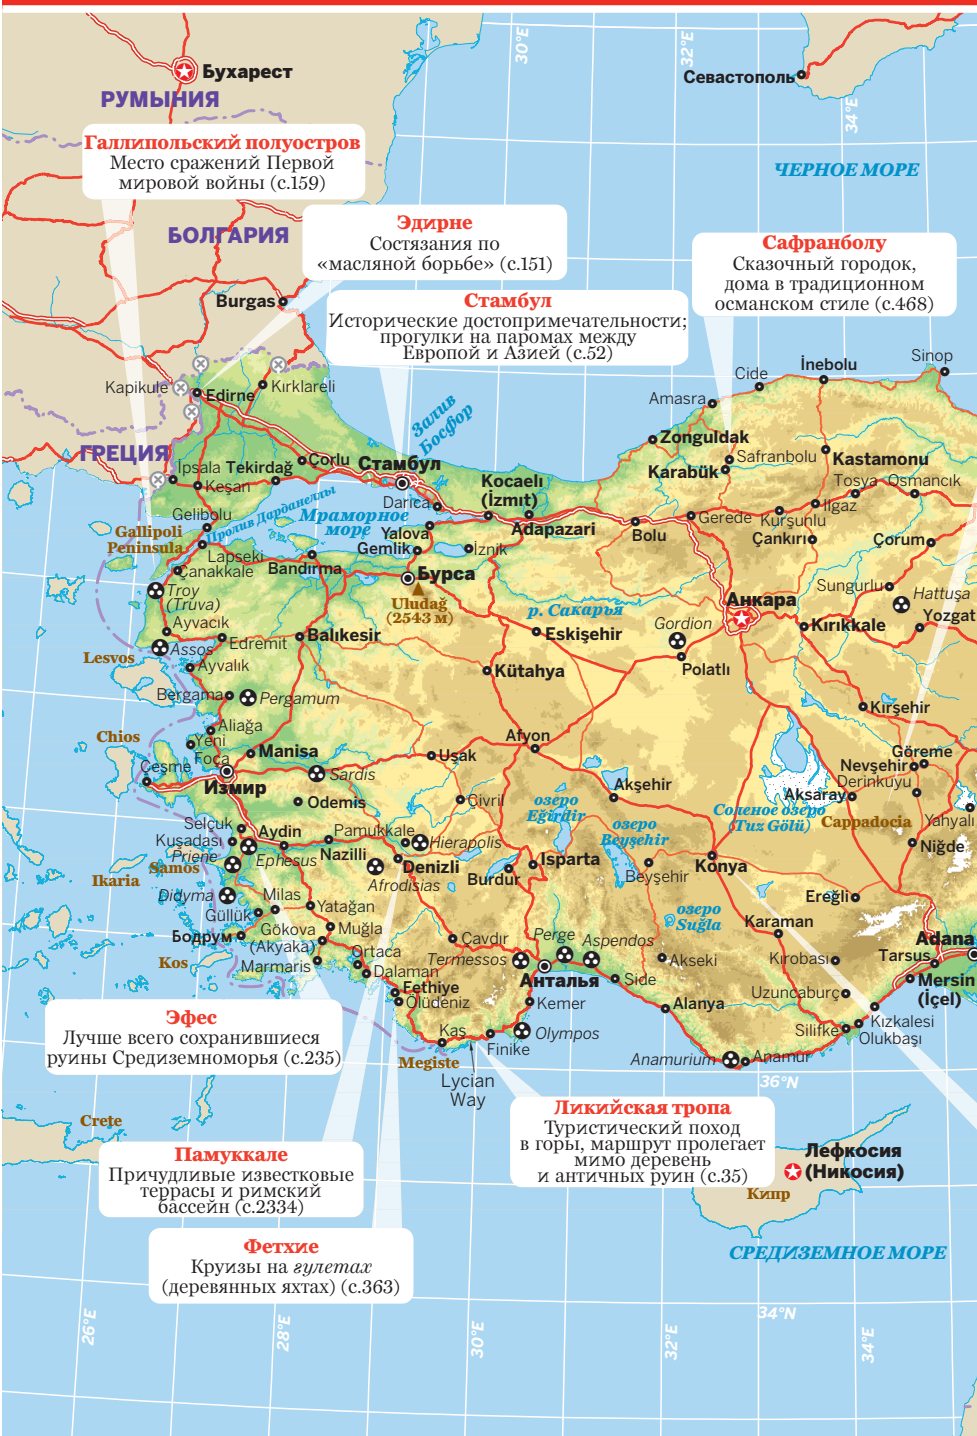 30°E
32°E
Бухарест
Севастополь
РУМЫНИЯ
34°E
Галлипольский полуостров
Место сражений Первой
мировой войны (с.159)
ЧЕРНОЕ МОРЕ
Эдирне
Состязания по
«масляной борьбе» (с.151)
БОЛГАРИЯ
Сафранболу
Сказочный городок,
дома в традиционном
османском стиле (с.468)
Burgas
Стамбул
Исторические достопримечательности;
прогулки на паромах между
Европой и Азией (с.52)
Sinop
İnebolu
Cide
Kapikule
Edirne
Kırklareli
Amasra
Залив
Босфор
Zonguldak
ГРЕЦИЯ
Ipsala
Tekirdağ
Çorlu
Стамбул
Karabük
Safranbolu
Kastamonu
Keşan
Kocaeli
(İzmıt)
Tosya
Osmancık
Darica
Gelibolu
Пролив Дарданеллы
Мраморное
море
Adapazari
Gerede
Kurşunlu
Ilgaz
Gallipoli
Peninsula
Yalova
Bolu
Çankırı
Çorum
Lapseki
Gemlik
İznik
Çanakkale
Bandırma
Бурса
Troy
(Truva)
Uludağ
(2543 м)
р. Сакарья
Анкара
Sungurlu
Hattuşa
Ayvacık
Gordion
Kırıkkale
Yozgat
Assos
Edremit
Balıkesir
Eskişehir
Lesvos
Ayvalık
Kütahya
Polatlı
Bergama
Pergamum
Kırşehir
Aliağa
Chios
Yeni
Foça
Manisa
Afyon
Uşak
Göreme
Nevşehir
Çeşme
Sardis
Derinkuyu
Измир
Akşehir
Odemis
Çivril
озеро
Eğirdir
Aksaray
Соленое озеро
(Tuz Gölü)
Cappadocia
Yahyalı
Selçuk
Aydin
Pamukkale
озеро
Beyşehir
Kuşadası
Hierapolis
Niğde
Priene
Ephesus
Nazilli
Denizli
Isparta
Konya
Samos
Ikaria
Burdur
Beyşehir
Afrodisias
Didyma
Milas
Yatağan
Ereğli
Güllük
озеро
Suğla
Karaman
Бодрум
Gökova
(Akyaka)
Muğla
Çavdır
Perge
Aspendos
Adana
Kos
Marmaris
Ortaca
Termessos
Akseki
Kırobası
Tarsus
Dalaman
Анталья
Side
Mersin
(İçel)
Fethiye
Uzuncaburç
Ölüdeniz
Kemer
Alanya
Эфес
Лучше всего сохранившиеся
руины Средиземноморья (с.235)
Kaş
Finike
Olympos
Silifke
Kızkalesi
Olukbaşı
Megiste
Anamurium
Anamur
Lycian
Way
36°N
Crete
Ликийская тропа
Туристический поход
в горы, маршрут пролегает
мимо деревень
и античных руин (с.35)
Памуккале
Причудливые известковые
террасы и римский
бассейн (с.2334)
Лефкосия
(Никосия)
Кипр
Фетхие
Круизы на гулетах
(деревянных яхтах) (с.363)
СРЕДИЗЕМНОЕ МОРЕ
34°N
26°E
28°E
30°E
32°E
34°E